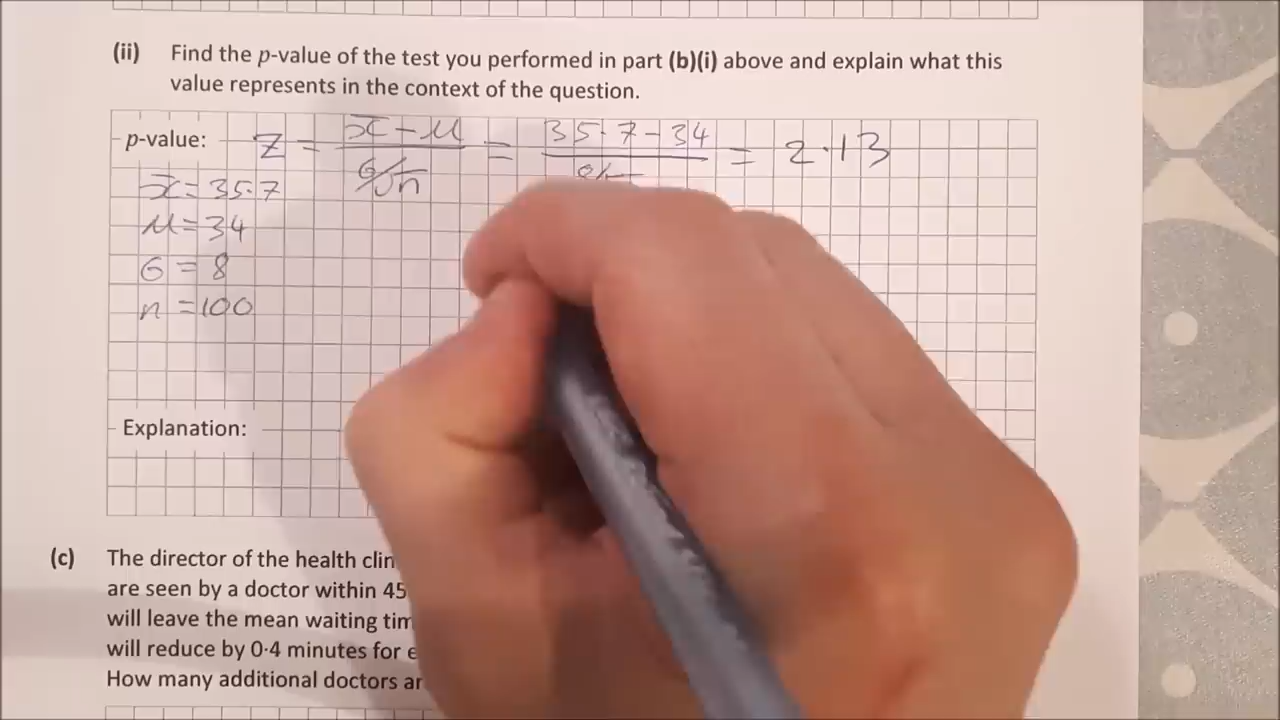 (ii) Find the p-value of the test you performed in part (b)(i) above and explain what this
value represents in the context of the question.
p-value: z = x̄ - μ / σ/√n = 35·7 - 34 / 8/ = 2·13
x̄ = 35·7
μ = 34
σ = 8
n = 100
Explanation:
(c) The director of the health clin
are seen by a doctor within 45
will leave the mean waiting tim
will reduce by 0·4 minutes for e
How many additional doctors ar